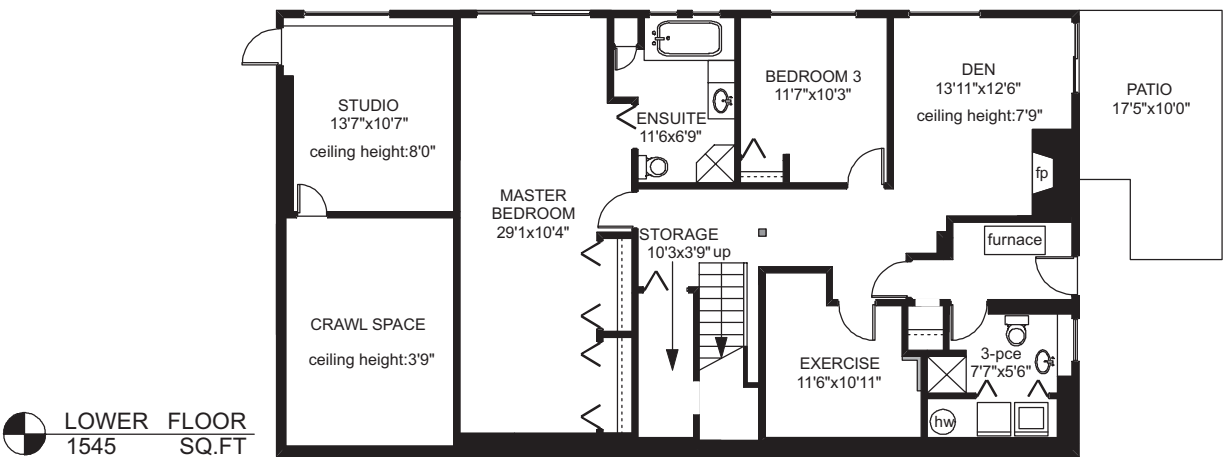 STUDIO
13'7"x10'7"
ceiling height:8'0"
MASTER
BEDROOM
29'1x10'4"
ENSUITE
11'6x6'9"
BEDROOM 3
11'7"x10'3"
DEN
13'11"x12'6"
ceiling height:7'9"
fp
PATIO
17'5"x10'0"
STORAGE
10'3x3'9" up
furnace
CRAWL SPACE
ceiling height:3'9"
EXERCISE
11'6"x10'11"
3-pce
7'7"x5'6"
hw
LOWER FLOOR
1545 SQ.FT